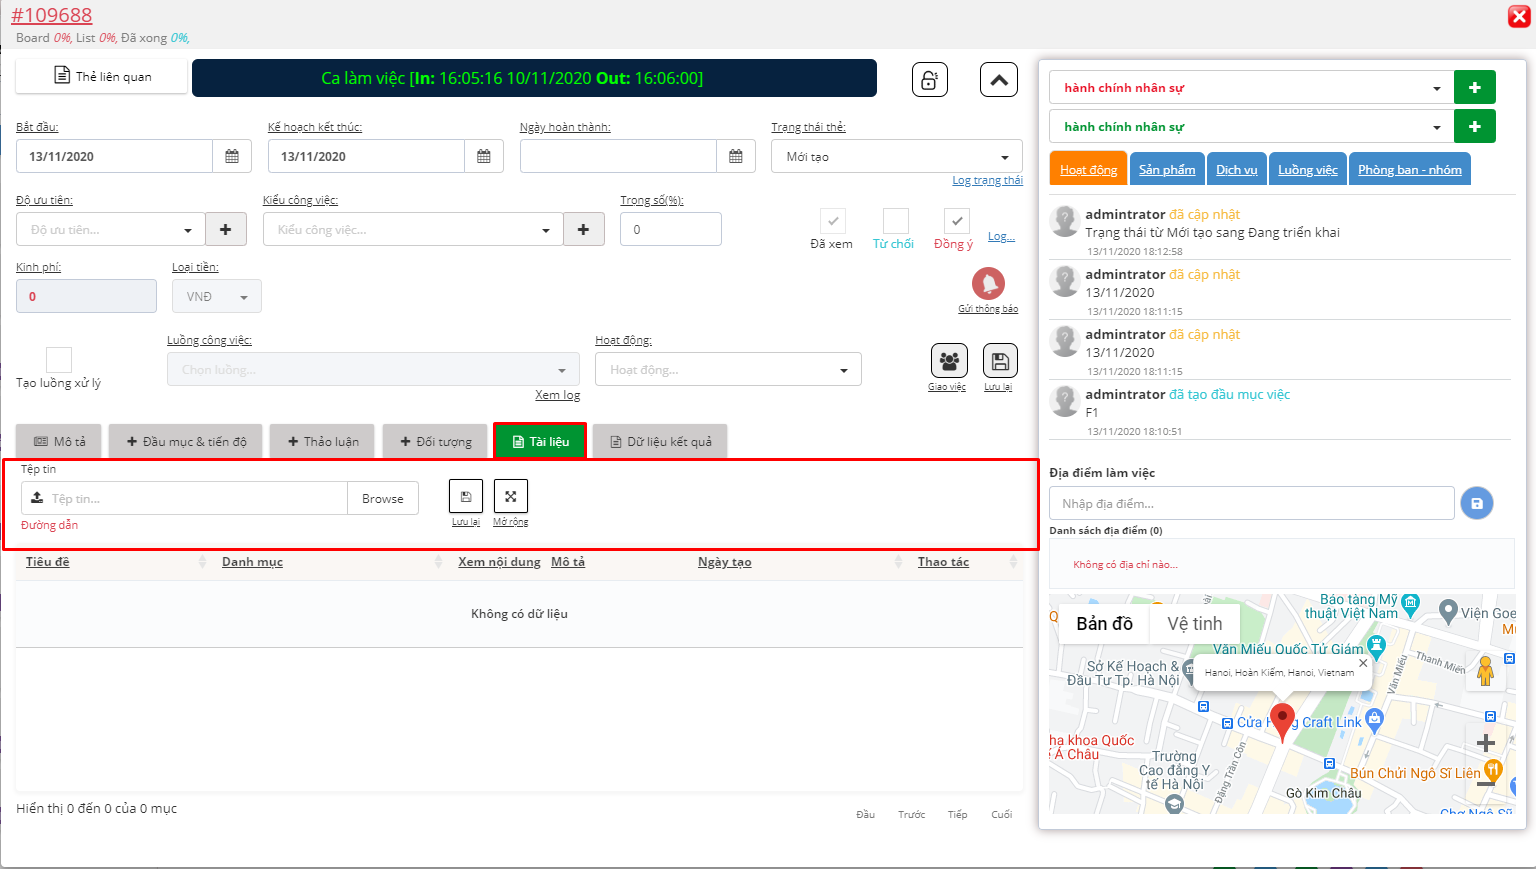 #109688
Board 0%, List 0%, Đã xong 0%,
Thẻ liên quan
Ca làm việc [In: 16:05:16 10/11/2020 Out: 16:06:00]
Bắt đầu:
Kế hoạch kết thúc:
Ngày hoàn thành:
Trạng thái thẻ:
13/11/2020
13/11/2020
Mới tạo
Log trạng thái
Độ ưu tiên:
Kiểu công việc:
Trọng số(%):
Độ ưu tiên...
Kiểu công việc...
0
Đã xem
Từ chối
Đồng ý
Log...
Kinh phí:
Loại tiền:
0
VNĐ
Gửi thông báo
Tạo luồng xử lý
Luồng công việc:
Chọn luồng...
Xem log
Hoạt động:
Hoạt động...
Giao việc
Lưu lại
Mô tả
Đầu mục & tiến độ
Thảo luận
Đối tượng
Tài liệu
Dữ liệu kết quả
Tệp tin
Tệp tin...
Browse
Lưu lại
Mở rộng
Đường dẫn
Tiêu đề
Danh mục
Xem nội dung
Mô tả
Ngày tạo
Thao tác
Không có dữ liệu
Hiển thị 0 đến 0 của 0 mục
Đầu
Trước
Tiếp
Cuối
hành chính nhân sự
hành chính nhân sự
Hoạt động
Sản phẩm
Dịch vụ
Luồng việc
Phòng ban - nhóm
admintrator đã cập nhật
Trạng thái từ Mới tạo sang Đang triển khai
13/11/2020 18:12:58
admintrator đã cập nhật
13/11/2020
13/11/2020 18:11:15
admintrator đã cập nhật
13/11/2020
13/11/2020 18:11:15
admintrator đã tạo đầu mục việc
F1
13/11/2020 18:10:51
Địa điểm làm việc
Nhập địa điểm...
Danh sách địa điểm (0)
Không có địa chỉ nào...
Bản đồ
Vệ tinh
Bảo tàng Mỹ
thuật Việt Nam
Viện Goe
Văn Miếu Quốc Tử Giám
Thanh Miến
Văn Miếu
Sở Kế Hoạch &
Đầu Tư Tp. Hà Nội
Hanoi, Hoàn Kiếm, Hanoi, Vietnam
Cửa Hàng Craft Link
hạ khoa Quốc
ế Á Châu
Trường
Cao đẳng Y
tế Hà Nội
Đặng Trần Côn
Bún Chửi Ngô Sĩ Liên
Gò Kim Châu